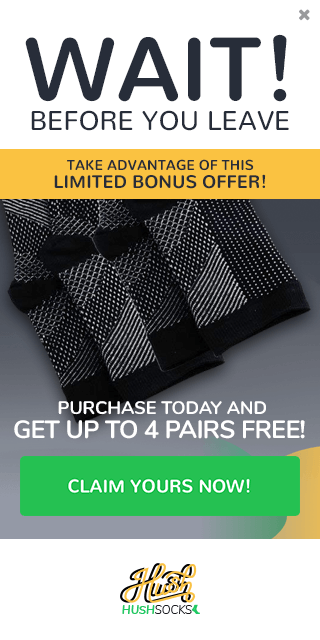 WAIT!
BEFORE YOU LEAVE
TAKE ADVANTAGE OF THIS
LIMITED BONUS OFFER!
PURCHASE TODAY AND
GET UP TO 4 PAIRS FREE!
CLAIM YOURS NOW!
Hush
HUSHSOCKS